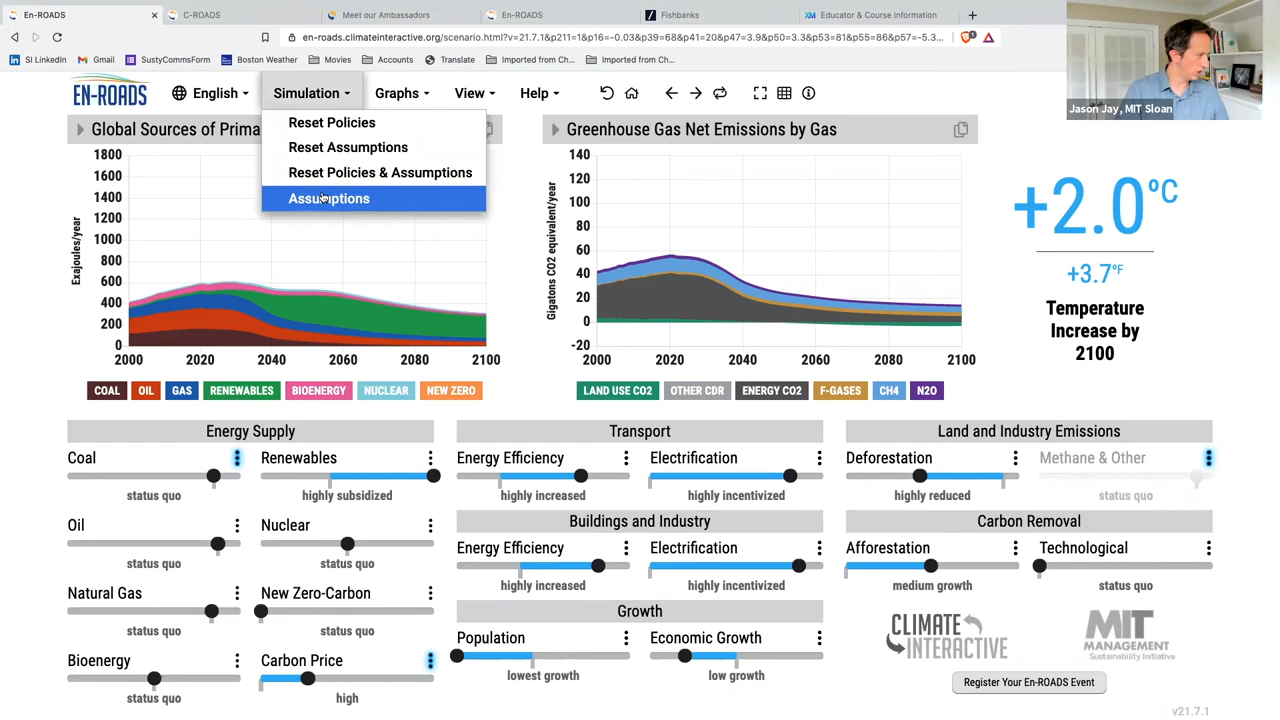 En-ROADS
C-ROADS
Meet our Ambassadors
En-ROADS
Fishbanks
Educator & Course Information
en-roads.climateinteractive.org/scenario.html?v=21.7.1&p211=1&p16=-0.03&p39=68&p41=20&p47=3.9&p50=3.3&p53=81&p55=86&p57=-5.3...
SI LinkedIn
Gmail
SustyCommsForm
Boston Weather
Movies
Accounts
Translate
Imported from Ch...
Imported from Ch...
Jason Jay, MIT Sloan
EN-ROADS
English
Simulation
Graphs
View
Help
Reset Policies
Reset Assumptions
Reset Policies & Assumptions
Assumptions
Global Sources of Prima
Exajoules/year
1800
1600
1400
1200
1000
800
600
400
200
0
2000 2020 2040 2060 2080 2100
COAL OIL GAS RENEWABLES BIOENERGY NUCLEAR NEW ZERO
Greenhouse Gas Net Emissions by Gas
Gigatons CO2 equivalent/year
140
120
100
80
60
40
20
0
-20
2000 2020 2040 2060 2080 2100
LAND USE CO2 OTHER CDR ENERGY CO2 F-GASES CH4 N2O
+2.0°C
+3.7°F
Temperature
Increase by
2100
Energy Supply
Coal
status quo
Renewables
highly subsidized
Oil
status quo
Nuclear
status quo
Natural Gas
status quo
New Zero-Carbon
status quo
Bioenergy
status quo
Carbon Price
high
Transport
Energy Efficiency
highly increased
Electrification
highly incentivized
Buildings and Industry
Energy Efficiency
highly increased
Electrification
highly incentivized
Growth
Population
lowest growth
Economic Growth
low growth
Land and Industry Emissions
Deforestation
highly reduced
Methane & Other
status quo
Carbon Removal
Afforestation
medium growth
Technological
status quo
CLIMATE
INTERACTIVE
MIT
MANAGEMENT
Sustainability Initiative
Register Your En-ROADS Event
v21.7.1